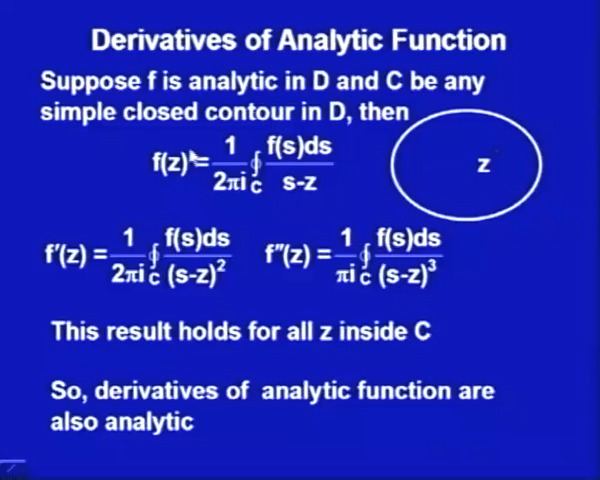 Derivatives of Analytic Function
Suppose f is analytic in D and C be any
simple closed contour in D, then
f(z) = 1/2πi ∮C f(s)ds/s-z
z
f′(z) = 1/2πi ∮C f(s)ds/(s-z)² f″(z) = 1/πi ∮C f(s)ds/(s-z)³
This result holds for all z inside C
So, derivatives of analytic function are
also analytic